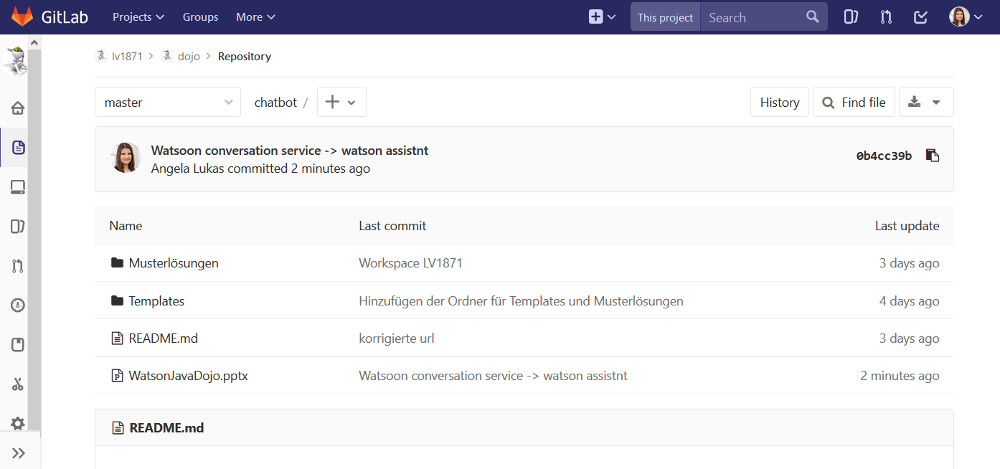 GitLab Projects Groups More This project Search
lv1871 > dojo > Repository
master chatbot / History Find file
Watsoon conversation service -> watson assistnt
0b4cc39b
Angela Lukas committed 2 minutes ago
Name Last commit Last update
Musterlösungen Workspace LV1871 3 days ago
Templates Hinzufügen der Ordner für Templates und Musterlösungen 4 days ago
README.md korrigierte url 3 days ago
WatsonJavaDojo.pptx Watsoon conversation service -> watson assistnt 2 minutes ago
README.md